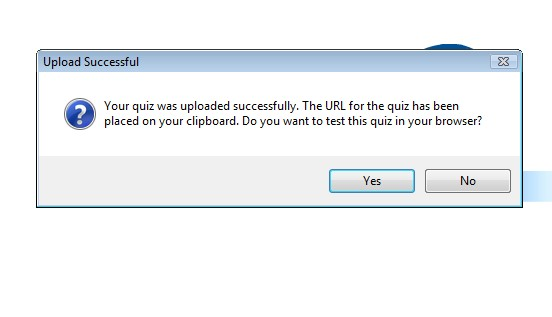 Upload Successful
Your quiz was uploaded successfully. The URL for the quiz has been
placed on your clipboard. Do you want to test this quiz in your browser?
Yes No